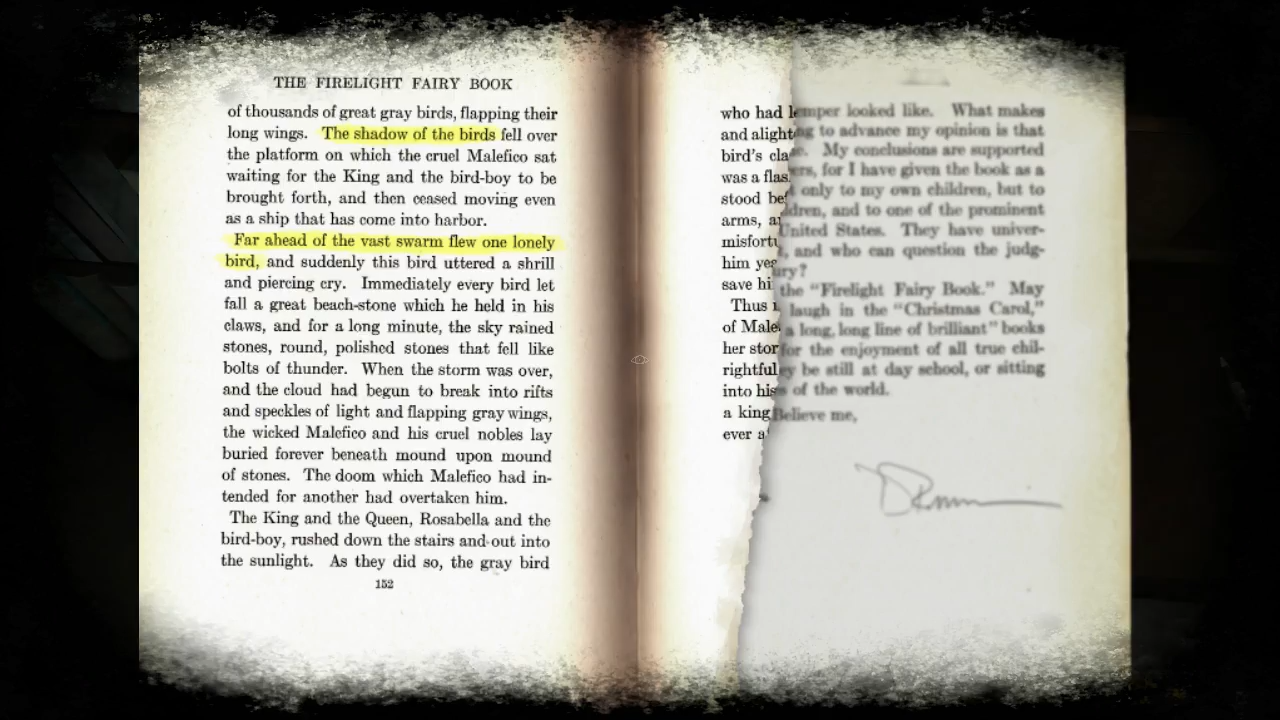 THE FIRELIGHT FAIRY BOOK
of thousands of great gray birds, flapping their
long wings. The shadow of the birds fell over
the platform on which the cruel Malefico sat
waiting for the King and the bird-boy to be
brought forth, and then ceased moving even
as a ship that has come into harbor.
Far ahead of the vast swarm flew one lonely
bird, and suddenly this bird uttered a shrill
and piercing cry. Immediately every bird let
fall a great beach-stone which he held in his
claws, and for a long minute, the sky rained
stones, round, polished stones that fell like
bolts of thunder. When the storm was over,
and the cloud had begun to break into rifts
and speckles of light and flapping gray wings,
the wicked Malefico and his cruel nobles lay
buried forever beneath mound upon mound
of stones. The doom which Malefico had in-
tended for another had overtaken him.
The King and the Queen, Rosabella and the
bird-boy, rushed down the stairs and out into
the sunlight. As they did so, the gray bird
152
who had
and alight
bird's cla
was a flas
stood bef
arms, a
misfortu
him yes
save hi
Thus
of Male
her stor
rightful
into his
a king
ever a
emper looked like. What makes
ng to advance my opinion is that
My conclusions are supported
ers, for I have given the book as a
only to my own children, but to
ldren, and to one of the prominent
United States. They have univer-
, and who can question the judg-
ury?
the "Firelight Fairy Book." May
laugh in the "Christmas Carol,"
a long, long line of brilliant" books
for the enjoyment of all true chil-
y be still at day school, or sitting
of the world.
Believe me,